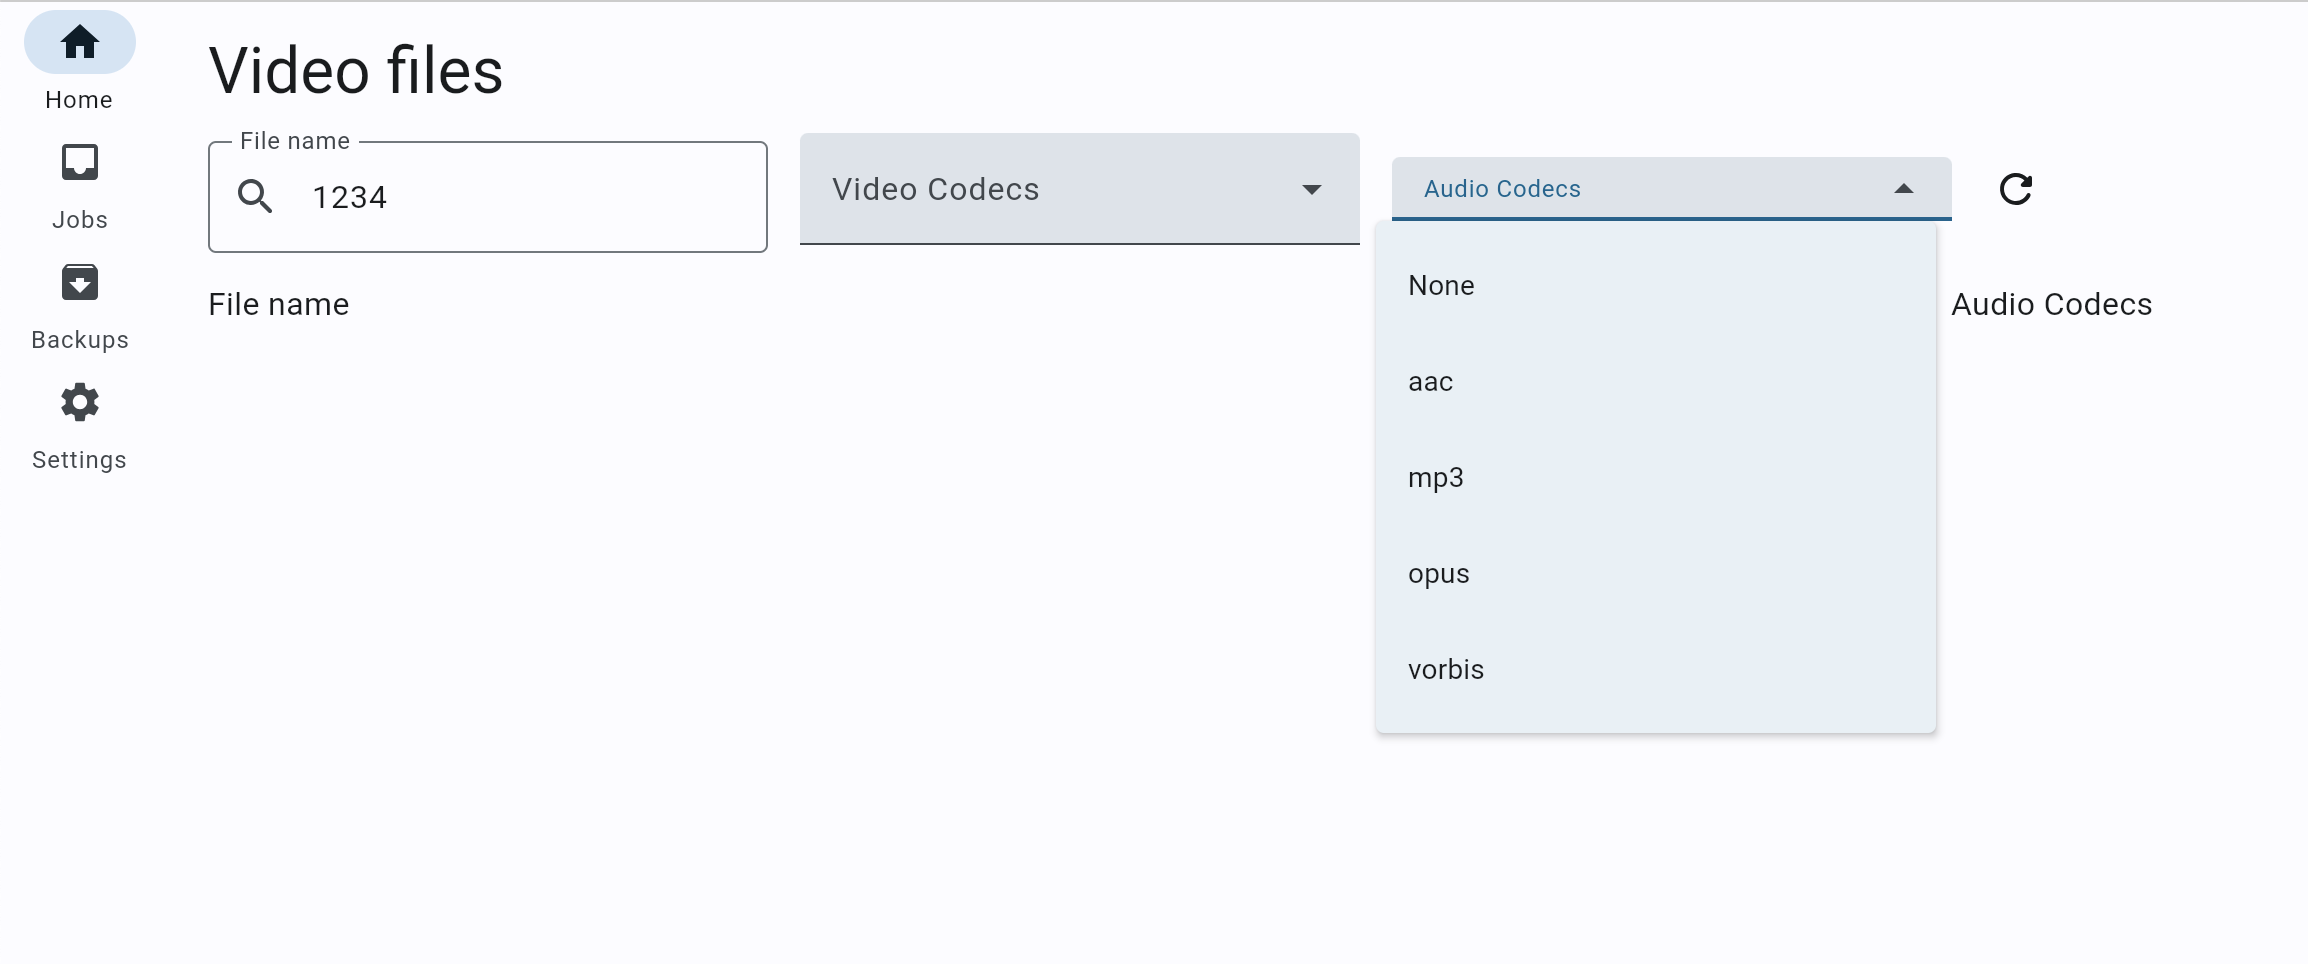 Home
Jobs
Backups
Settings
Video files
File name
1234
Video Codecs
Audio Codecs
None
aac
mp3
opus
vorbis
File name
Audio Codecs